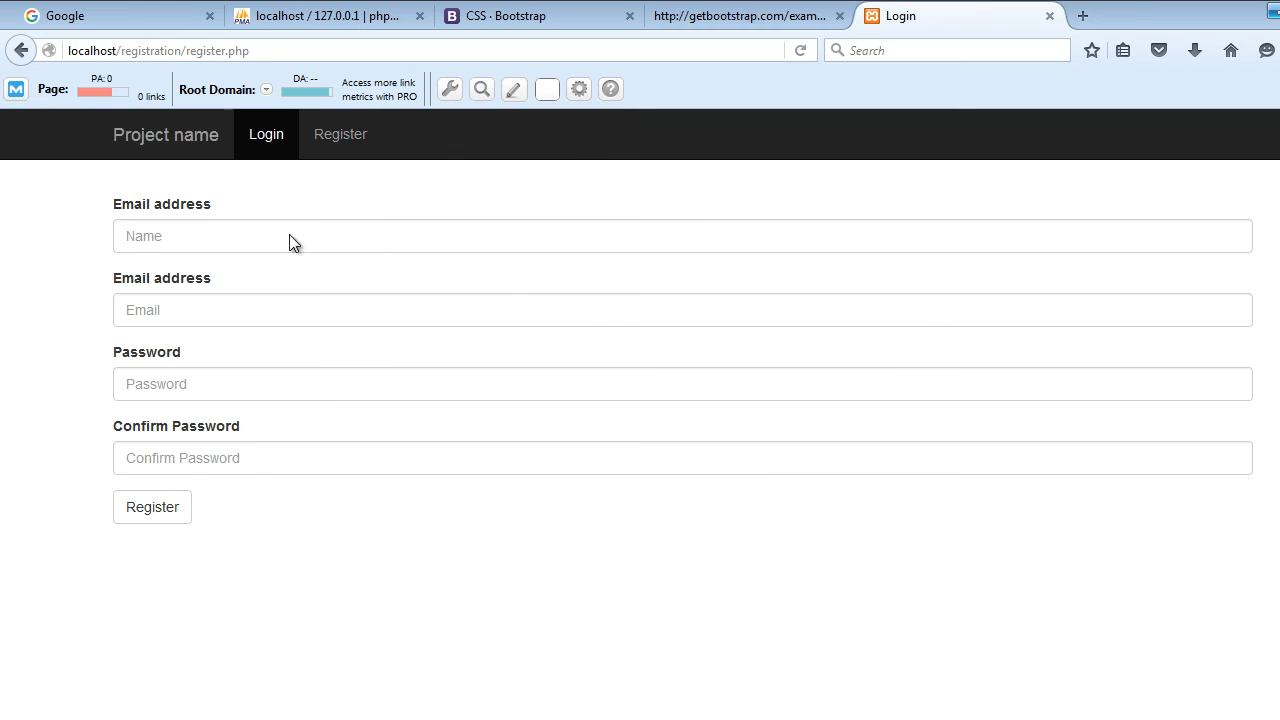 Google
localhost / 127.0.0.1 | php...
CSS · Bootstrap
http://getbootstrap.com/exam...
Login
localhost/registration/register.php
Search
Page:
PA: 0
0 links
Root Domain:
DA: --
Access more link
metrics with PRO
Project name
Login
Register
Email address
Name
Email address
Email
Password
Password
Confirm Password
Confirm Password
Register